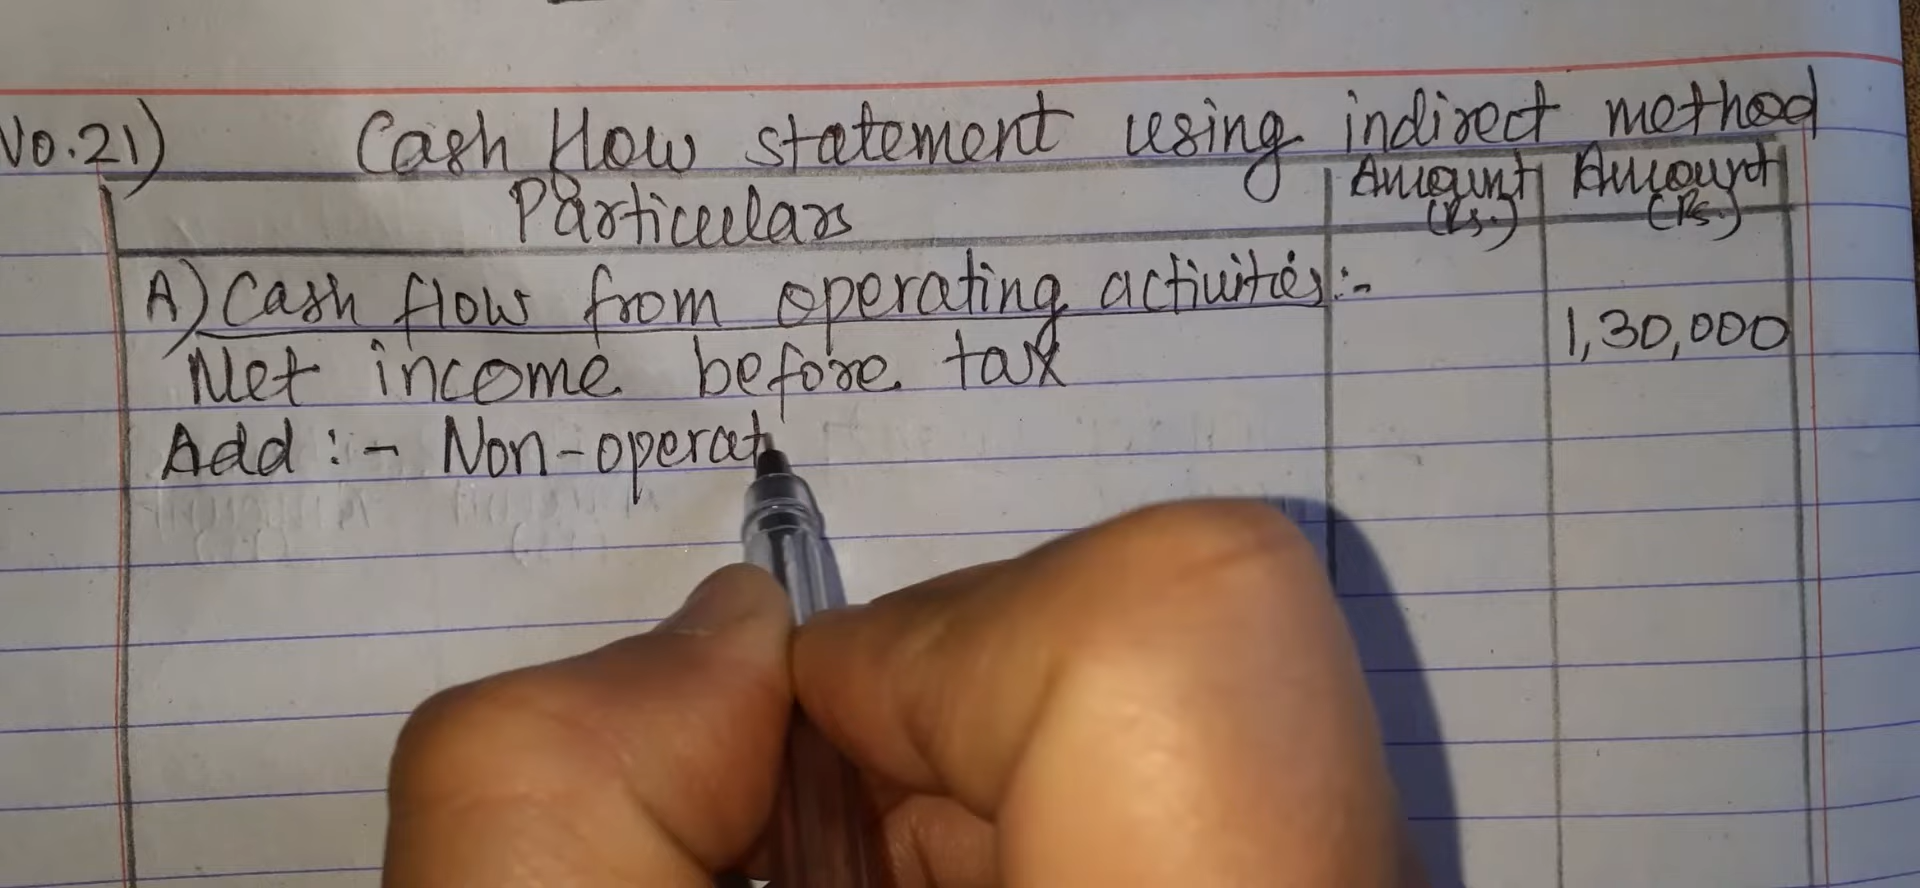 No.21) Cash flow statement using indirect method
Particulars Amount (Rs.) Amount (Rs.)
A) Cash flow from operating activities:-
Net income before tax 1,30,000
Add :- Non-operat